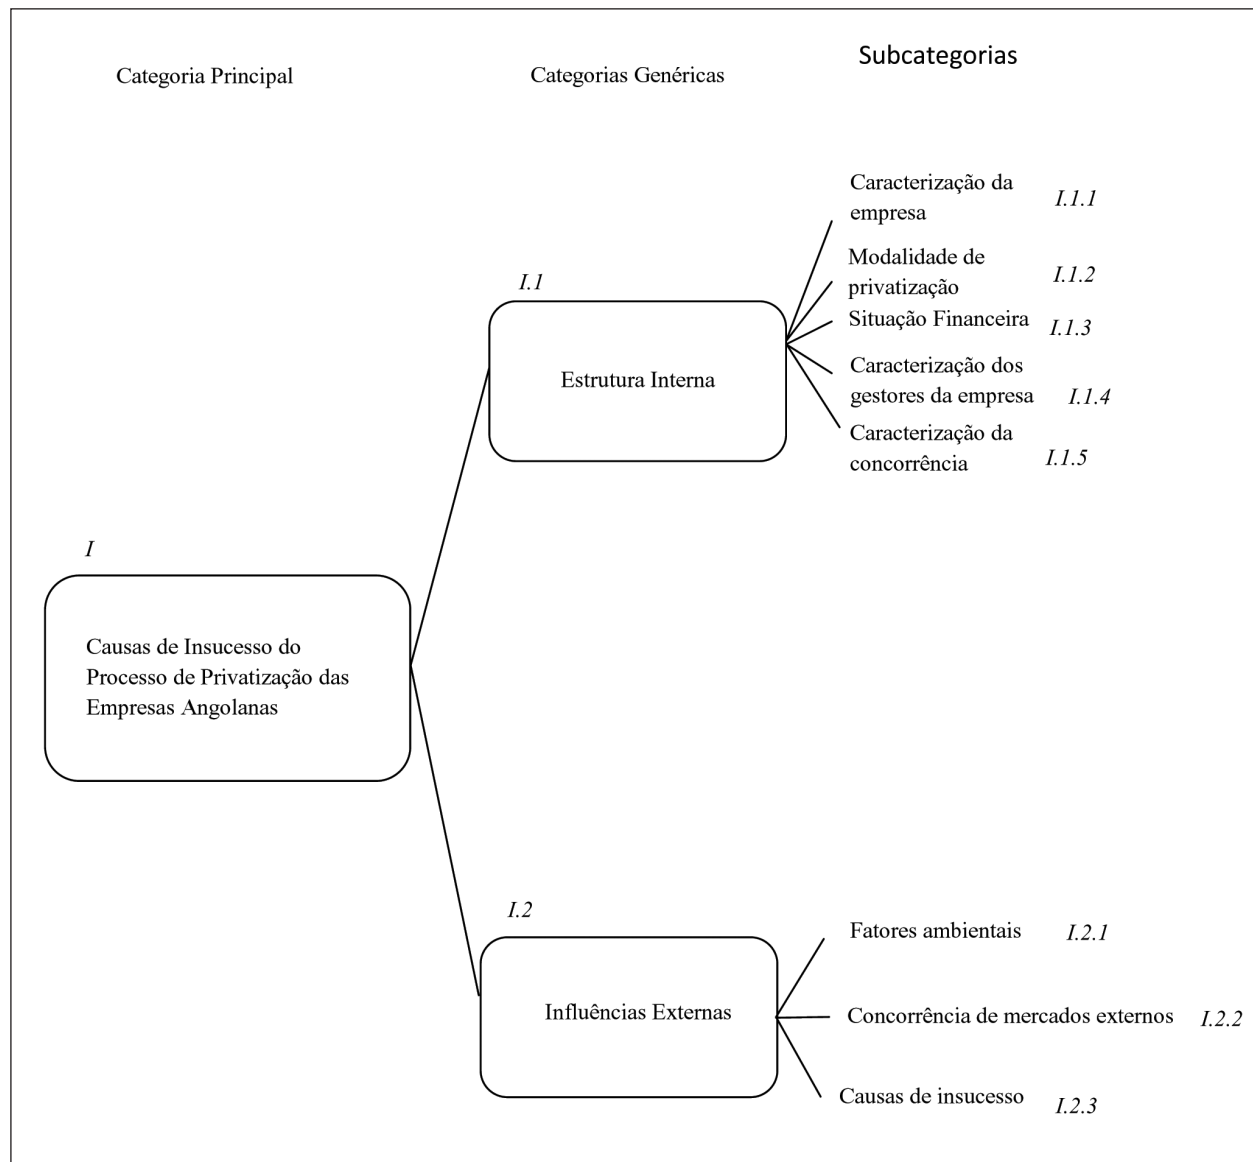 Categoria Principal
Categorias Genéricas
Subcategorias
Caracterização da
empresa
I.1.1
Modalidade de
privatização
I.1.2
Situação Financeira
I.1.3
Caracterização dos
gestores da empresa
I.1.4
Caracterização da
concorrência
I.1.5
I.1
Estrutura Interna
I
Causas de Insucesso do
Processo de Privatização das
Empresas Angolanas
I.2
Influências Externas
Fatores ambientais
I.2.1
Concorrência de mercados externos
I.2.2
Causas de insucesso
I.2.3